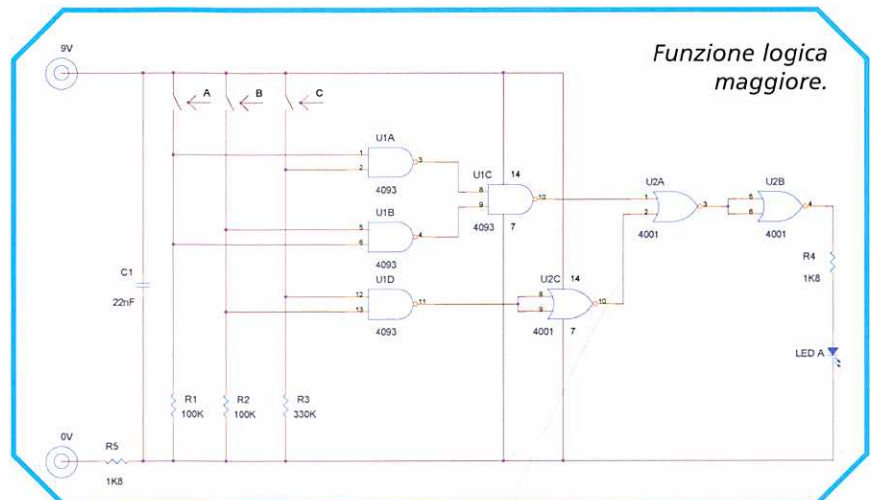 Funzione logica
maggiore.
9V
A
B
C
U1A
1
2
3
4093
U1C
14
8
9
10
4093
7
U1B
5
6
4
4093
U1D
12
13
11
4093
U2C
14
8
9
10
4001
7
U2A
1
2
3
4001
U2B
5
6
4
4001
R4
1K8
LED A
C1
22nF
R1
100K
R2
100K
R3
330K
0V
R5
1K8